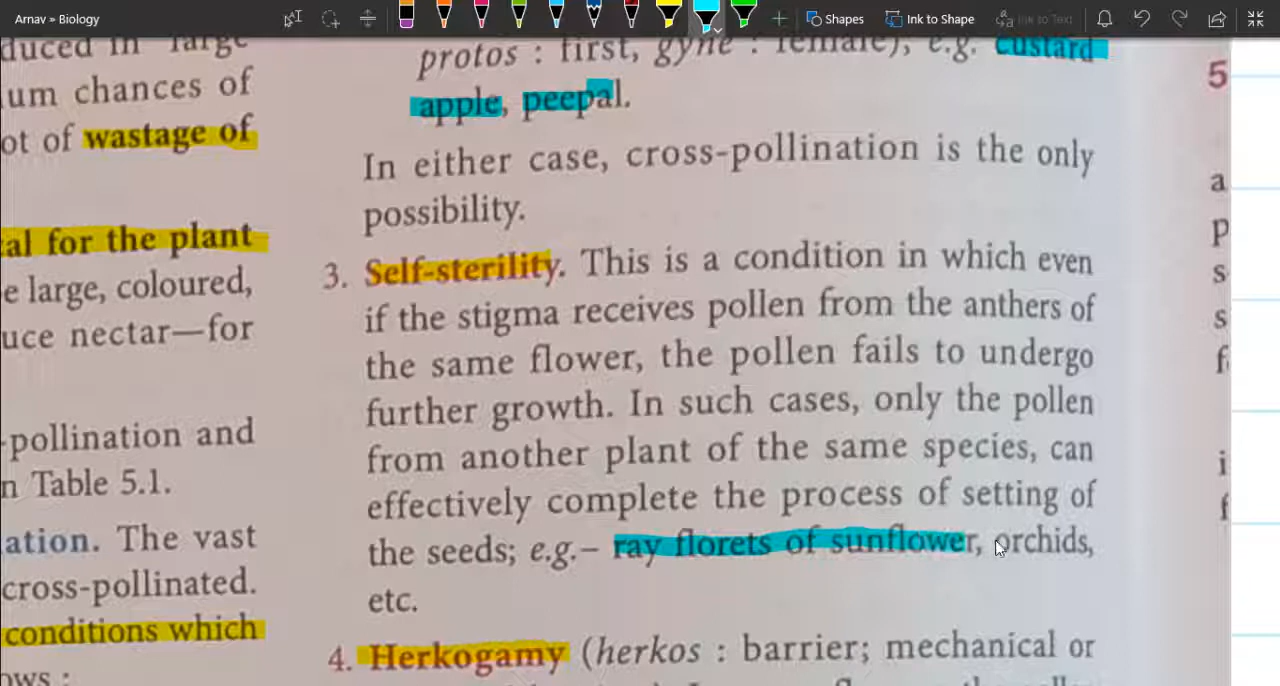 Arnav » Biology
Shapes
Ink to Shape
Ink to Text
duced in large
um chances of
ot of wastage of
al for the plant
e large, coloured,
uce nectar—for
-pollination and
n Table 5.1.
ation. The vast
cross-pollinated.
conditions which
ows :
protos : first, gyne : female), e.g. custard
apple, peepal.
In either case, cross-pollination is the only
possibility.
3. Self-sterility. This is a condition in which even
if the stigma receives pollen from the anthers of
the same flower, the pollen fails to undergo
further growth. In such cases, only the pollen
from another plant of the same species, can
effectively complete the process of setting of
the seeds; e.g.– ray florets of sunflower, orchids,
etc.
4. Herkogamy (herkos : barrier; mechanical or
5
a
p
s
s
f
i
f